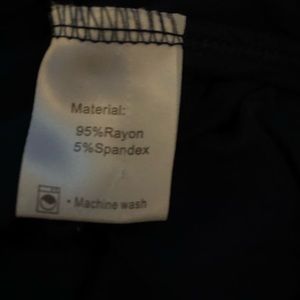 Material:
95%Rayon
5%Spandex
• Machine wash